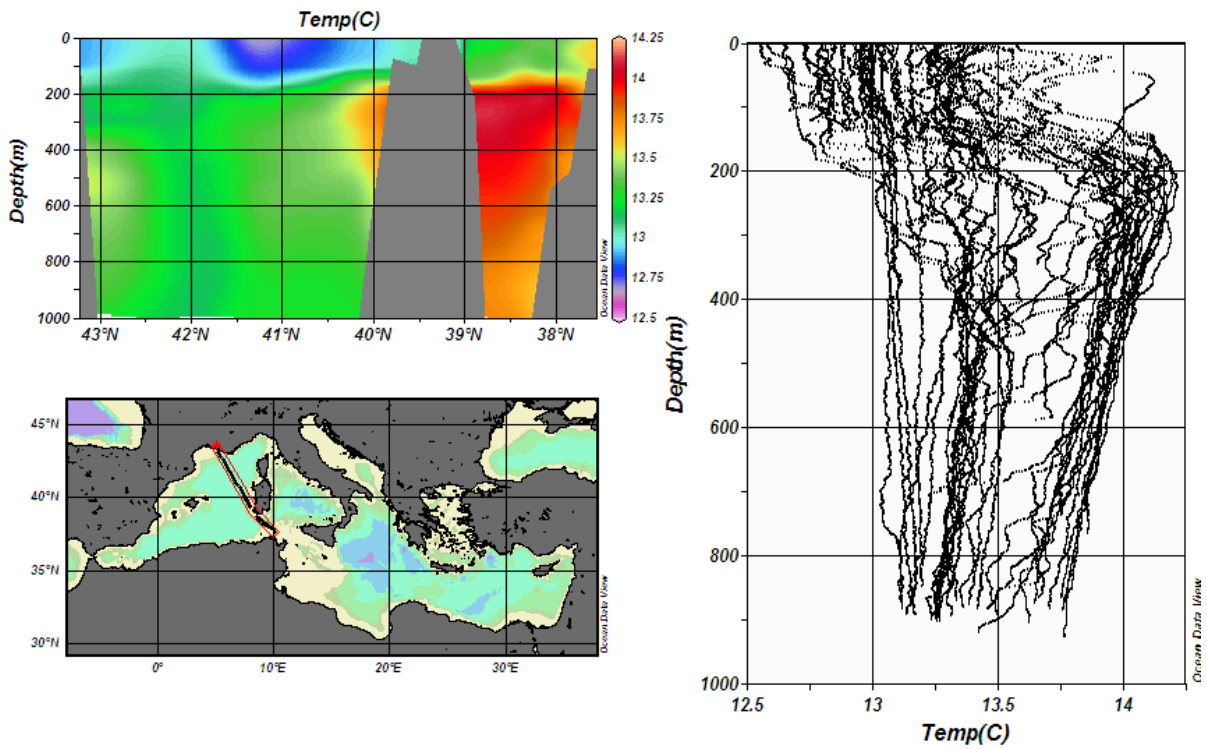 Temp(C)
0
200
400
600
800
1000
Depth(m)
43°N
42°N
41°N
40°N
39°N
38°N
Ocean Data View
14.25
14
13.75
13.5
13.25
13
12.75
12.5
45°N
40°N
35°N
30°N
0°
10°E
20°E
30°E
Ocean Data View
0
200
400
600
800
1000
Depth(m)
12.5
13
13.5
14
Temp(C)
Ocean Data View